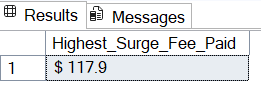 Results Messages
Highest_Surge_Fee_Paid
1 $ 117.9